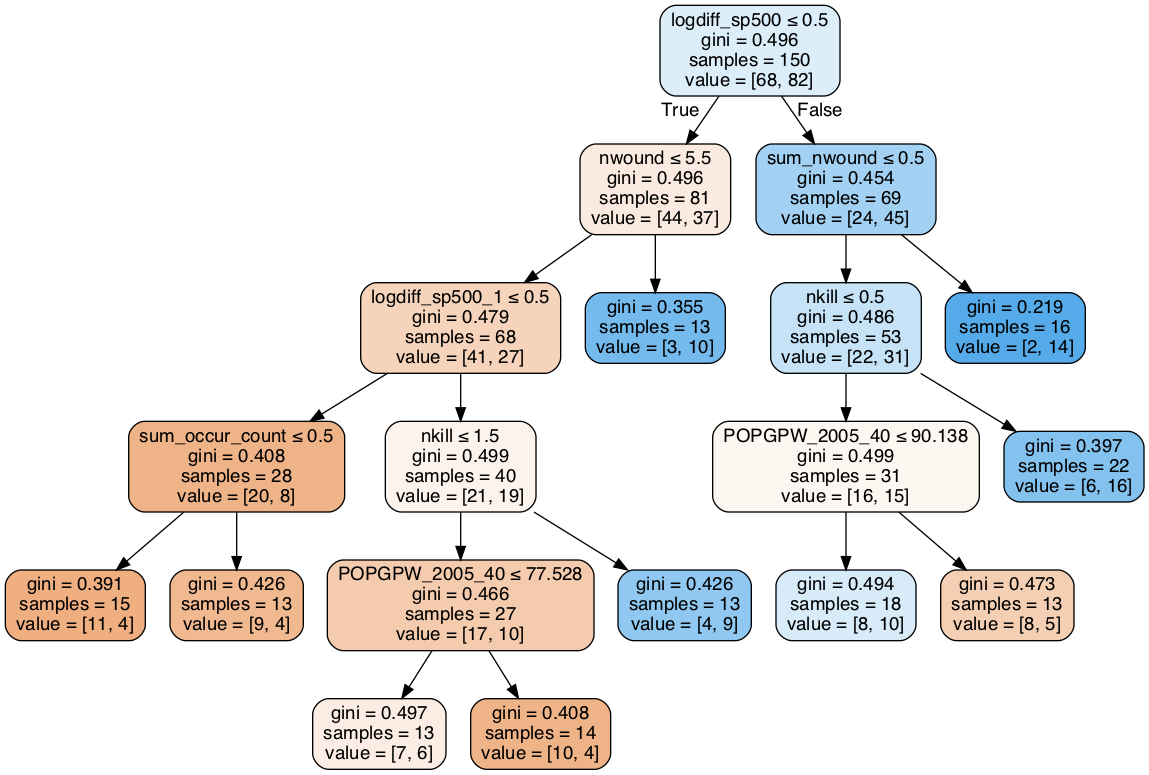 logdiff_sp500 ≤ 0.5
gini = 0.496
samples = 150
value = [68, 82]
True
False
nwound ≤ 5.5
gini = 0.496
samples = 81
value = [44, 37]
sum_nwound ≤ 0.5
gini = 0.454
samples = 69
value = [24, 45]
logdiff_sp500_1 ≤ 0.5
gini = 0.479
samples = 68
value = [41, 27]
gini = 0.355
samples = 13
value = [3, 10]
nkill ≤ 0.5
gini = 0.486
samples = 53
value = [22, 31]
gini = 0.219
samples = 16
value = [2, 14]
sum_occur_count ≤ 0.5
gini = 0.408
samples = 28
value = [20, 8]
nkill ≤ 1.5
gini = 0.499
samples = 40
value = [21, 19]
POPGPW_2005_40 ≤ 90.138
gini = 0.499
samples = 31
value = [16, 15]
gini = 0.397
samples = 22
value = [6, 16]
gini = 0.391
samples = 15
value = [11, 4]
gini = 0.426
samples = 13
value = [9, 4]
POPGPW_2005_40 ≤ 77.528
gini = 0.466
samples = 27
value = [17, 10]
gini = 0.426
samples = 13
value = [4, 9]
gini = 0.494
samples = 18
value = [8, 10]
gini = 0.473
samples = 13
value = [8, 5]
gini = 0.497
samples = 13
value = [7, 6]
gini = 0.408
samples = 14
value = [10, 4]